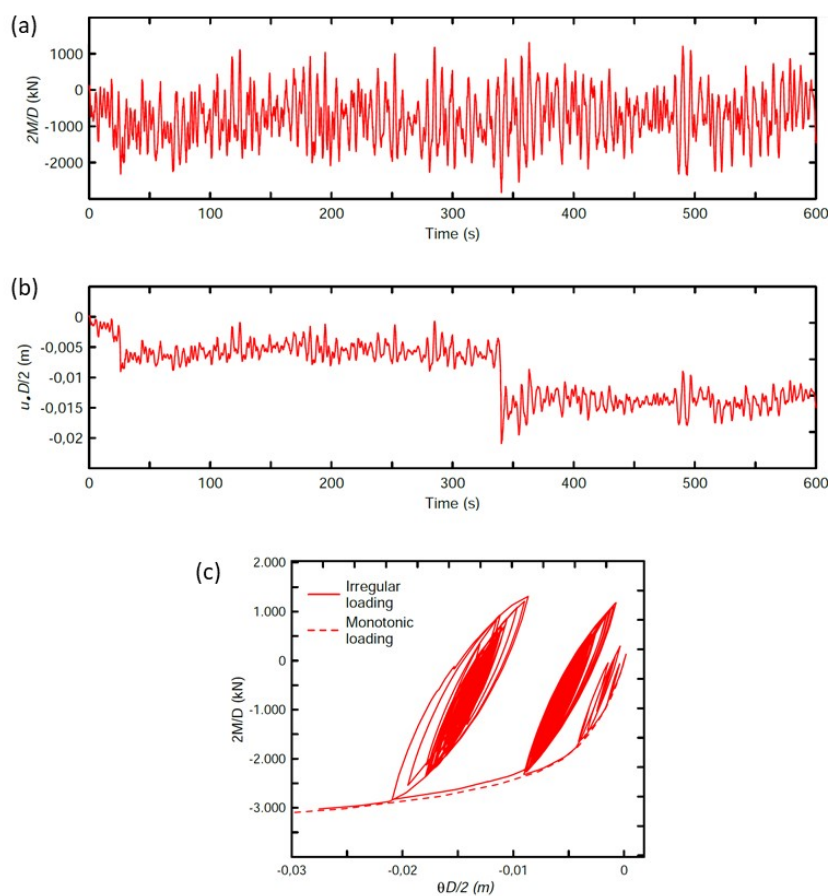 (a)
1000
0
-1000
-2000
2M/D (kN)
0 100 200 300 400 500 600
Time (s)
(b)
0
-0,005
-0,01
-0,015
-0,02
0 100 200 300 400 500 600
Time (s)
(c)
2.000
1.000
0
-1.000
-2.000
-3.000
2M/D (kN)
Irregular
loading
Monotonic
loading
-0,03 -0,02 -0,01 0
θD/2 (m)